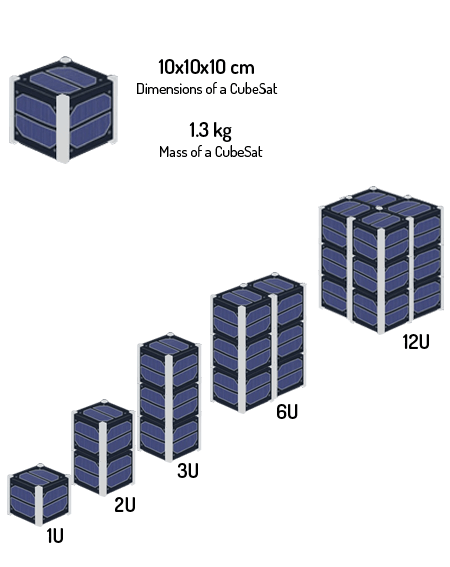 10x10x10 cm
Dimensions of a CubeSat
1.3 kg
Mass of a CubeSat
12U
6U
3U
2U
1U